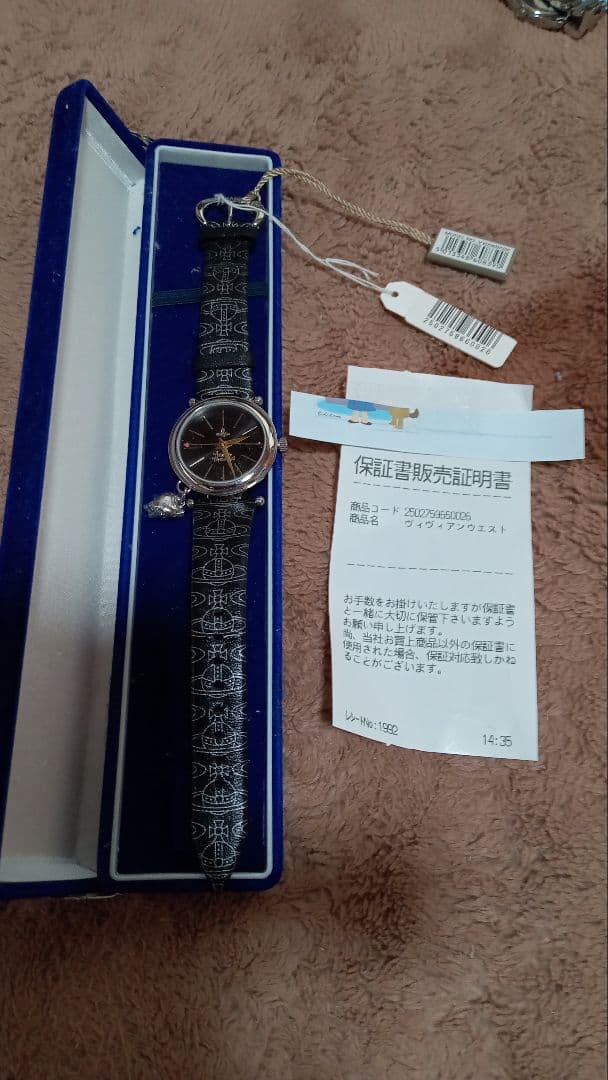 2502759660026
保証書販売証明書
商品コード 2502759660026
商品名 ヴィヴィアンウエスト
お手数をお掛けいたしますが保証書
と一緒に大切に保管下さいますよう
お願い申し上げます。
尚、当社お買上商品以外の保証書に
使用された場合、保証対応致しかね
ることがございます。
レシートNo:1992
14:35